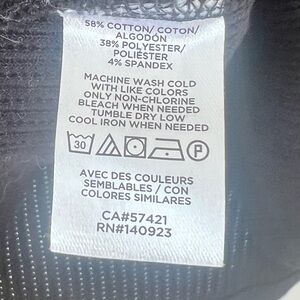 58% COTTON/ COTON/
ALGODÓN
38% POLYESTER/
POLIÉSTER
4% SPANDEX
MACHINE WASH COLD
WITH LIKE COLORS
ONLY NON-CHLORINE
BLEACH WHEN NEEDED
TUMBLE DRY LOW
COOL IRON WHEN NEEDED
30 P
AVEC DES COULEURS
SEMBLABLES / CON
COLORES SIMILARES
CA#57421
RN#140923